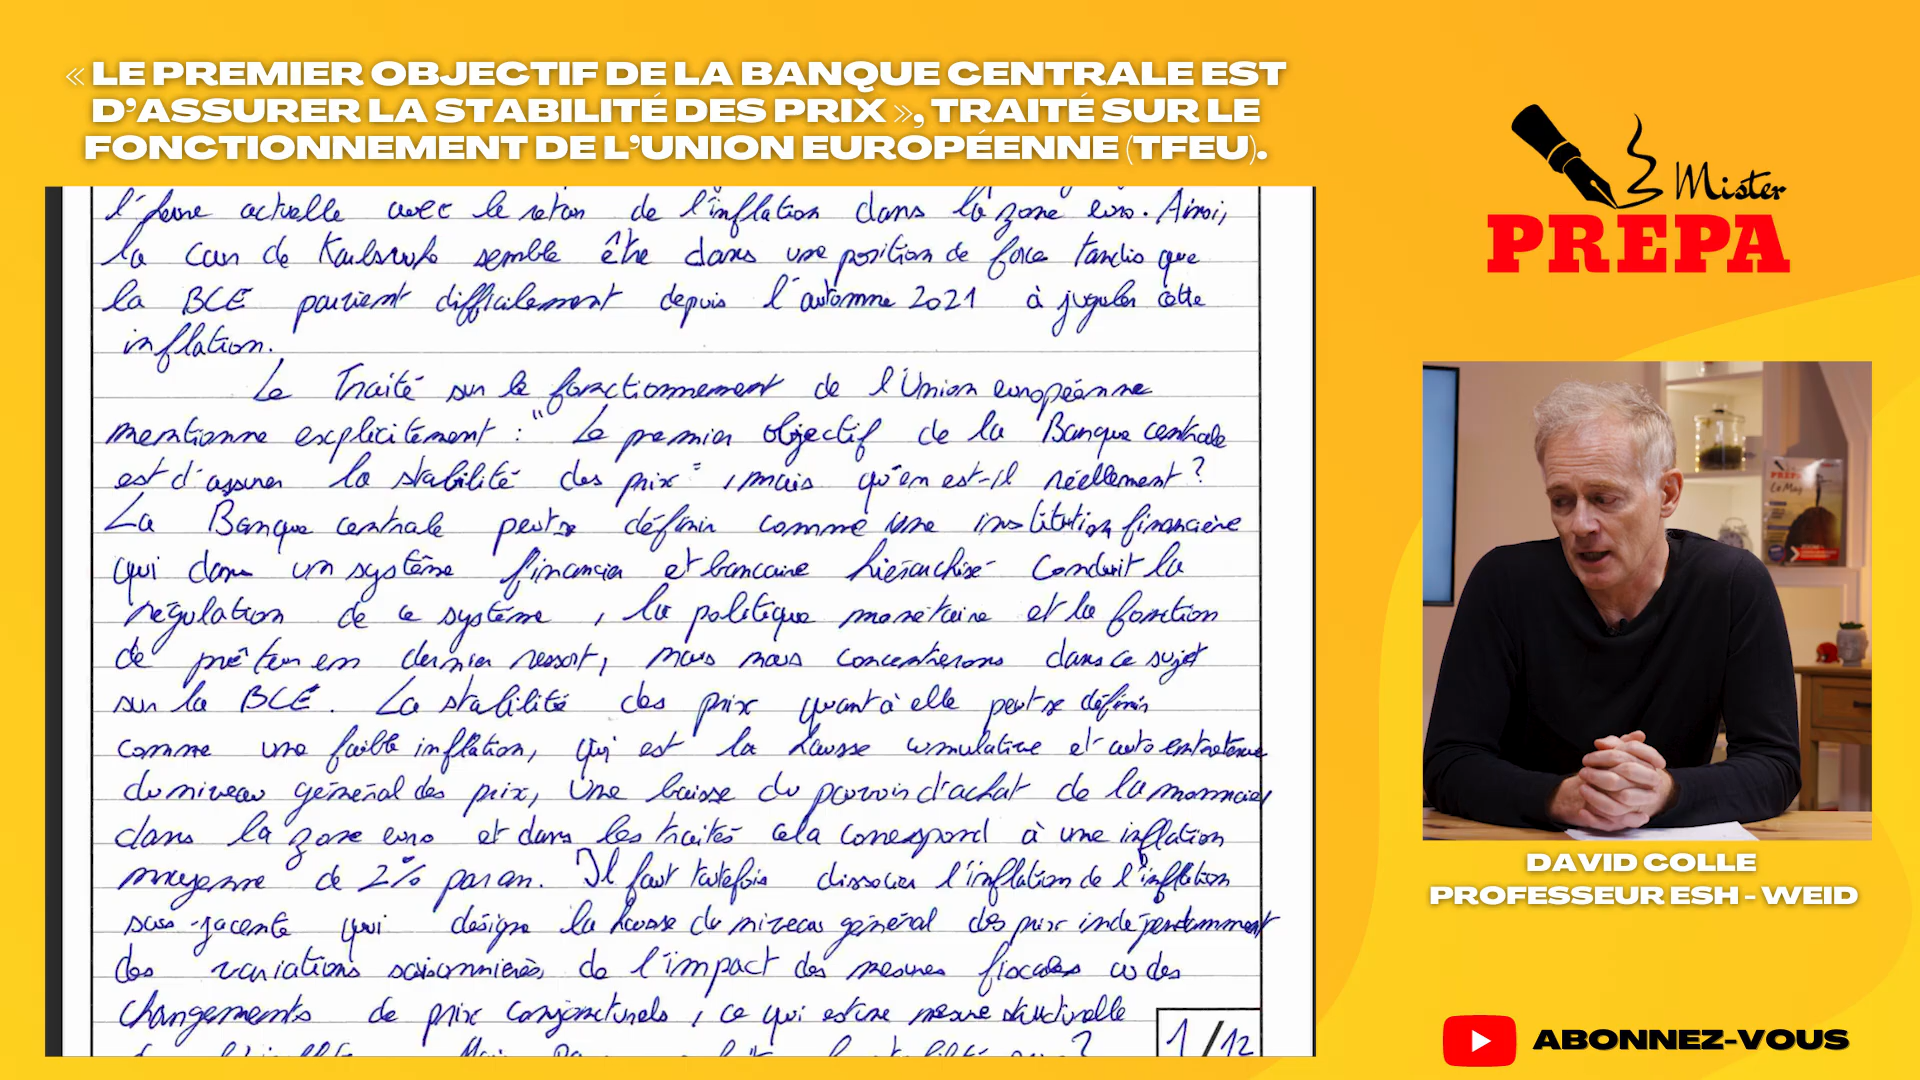 « LE PREMIER OBJECTIF DE LA BANQUE CENTRALE EST
D'ASSURER LA STABILITÉ DES PRIX », TRAITÉ SUR LE
FONCTIONNEMENT DE L'UNION EUROPÉENNE (TFEU).
actuelle avec le retour de l'inflation dans la zone euro. Ainsi,
la Cour de Karlsruhe semble être dans une position de force tandis que
la BCE parvient difficilement depuis l'automne 2021 à juguler cette
inflation.
Le Traité sur le fonctionnement de l'Union européenne
mentionne explicitement : "Le premier objectif de la Banque centrale
est d'assurer la stabilité des prix", mais qu'en est-il réellement ?
La Banque centrale peut se définir comme une institution financière
qui dans un système financier et bancaire hiérarchisé conduit la
régulation de ce système, la politique monétaire et la fonction
de prêteur en dernier ressort, mais nous concentrerons dans ce sujet
sur la BCE. La stabilité des prix quant à elle peut se définir
comme une faible inflation, qui est la hausse cumulative et auto entretenue
du niveau général des prix, une baisse du pouvoir d'achat de la monnaie,
dans la zone euro et dans les traités cela correspond à une inflation
moyenne de 2% par an. Il faut toutefois dissocier l'inflation de l'inflation
sous-jacente qui désigne la hausse du niveau général des prix indépendamment
des variations saisonnières, de l'impact des mesures fiscales ou des
changements de prix conjoncturels, ce qui est une mesure structurelle
1/12
Mister
PREPA
PREPA
Le Mag
DAVID COLLE
PROFESSEUR ESH - WEID
ABONNEZ-VOUS